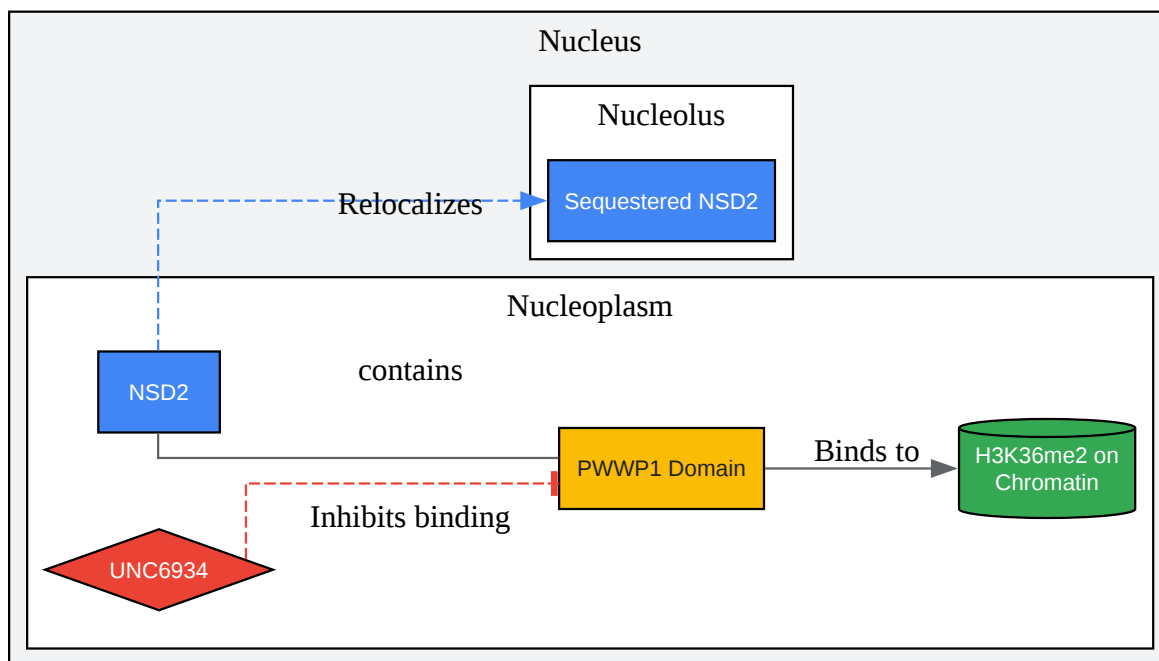 Nucleus
Nucleolus
Sequestered NSD2
Relocalizes
Nucleoplasm
contains
NSD2
Binds to
PWWP1 Domain
H3K36me2 on
Chromatin
Inhibits binding
UNC6934